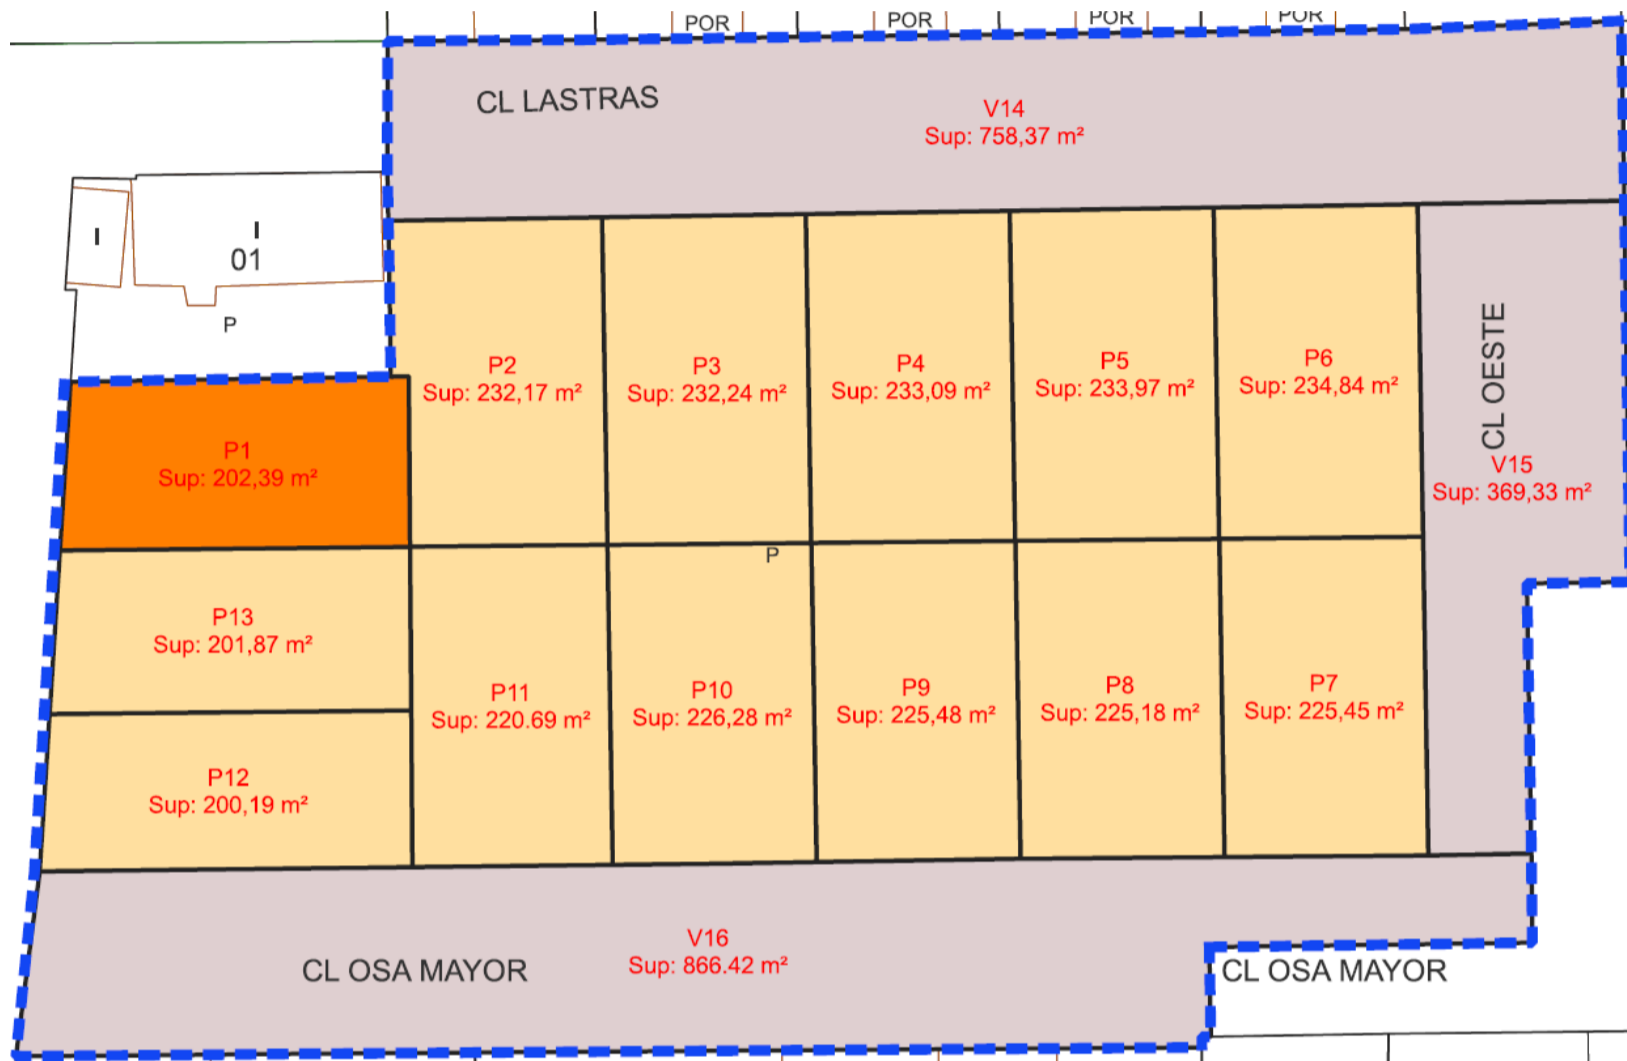 POR
POR
POR
POR
CL LASTRAS
V14
Sup: 758,37 m²
I
I
01
P
P1
Sup: 202,39 m²
P2
Sup: 232,17 m²
P3
Sup: 232,24 m²
P4
Sup: 233,09 m²
P5
Sup: 233,97 m²
P6
Sup: 234,84 m²
CL OESTE
V15
Sup: 369,33 m²
P
P13
Sup: 201,87 m²
P12
Sup: 200,19 m²
P11
Sup: 220.69 m²
P10
Sup: 226,28 m²
P9
Sup: 225,48 m²
P8
Sup: 225,18 m²
P7
Sup: 225,45 m²
V16
Sup: 866.42 m²
CL OSA MAYOR
CL OSA MAYOR